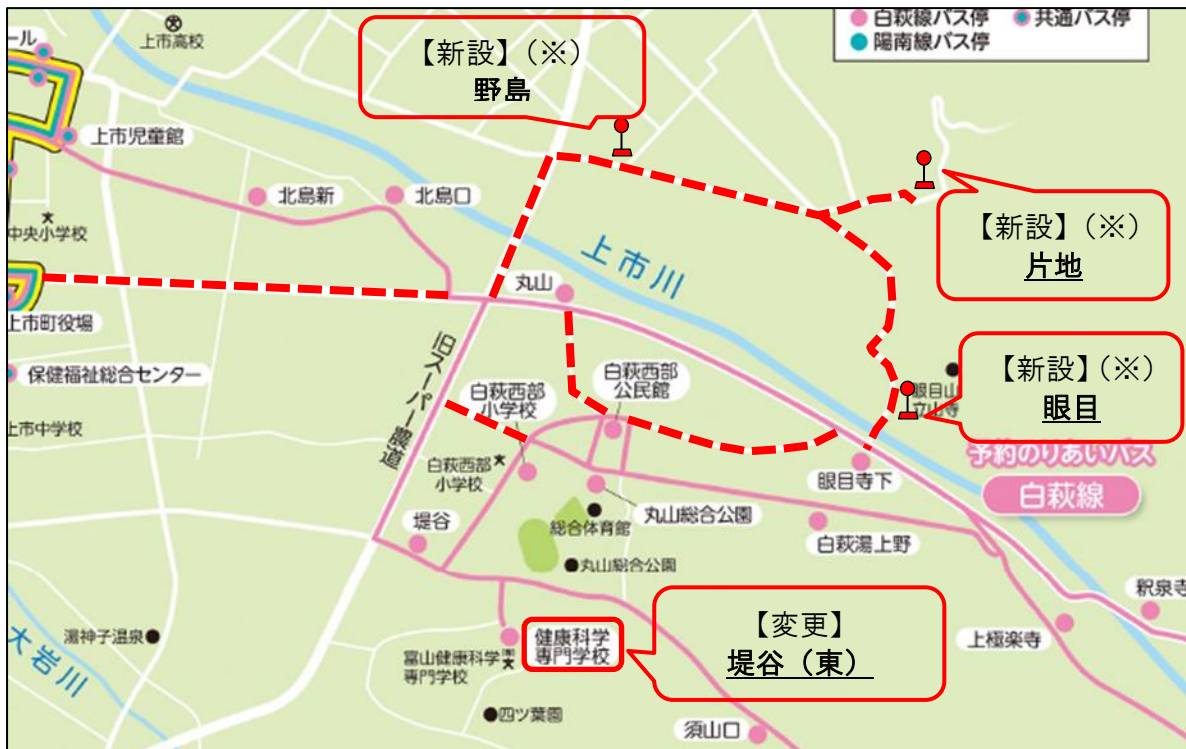 白萩線バス停
共通バス停
陽南線バス停
ール
上市高校
【新設】（※）
野島
上市児童館
北島新
北島口
中央小学校
【新設】（※）
片地
上市川
丸山
上市町役場
旧スーパー農道
保健福祉総合センター
白萩西部
公民館
白萩西部
小学校
【新設】（※）
眼目
眼目山
立山寺
上市中学校
予約のりあいバス
白萩線
白萩西部
小学校
眼目寺下
堤谷
総合体育館
丸山総合公園
白萩湯上野
丸山総合公園
釈泉寺
【変更】
堤谷（東）
大岩川
湯神子温泉
健康科学
専門学校
富山健康科学
専門学校
上極楽寺
四ツ葉園
須山口